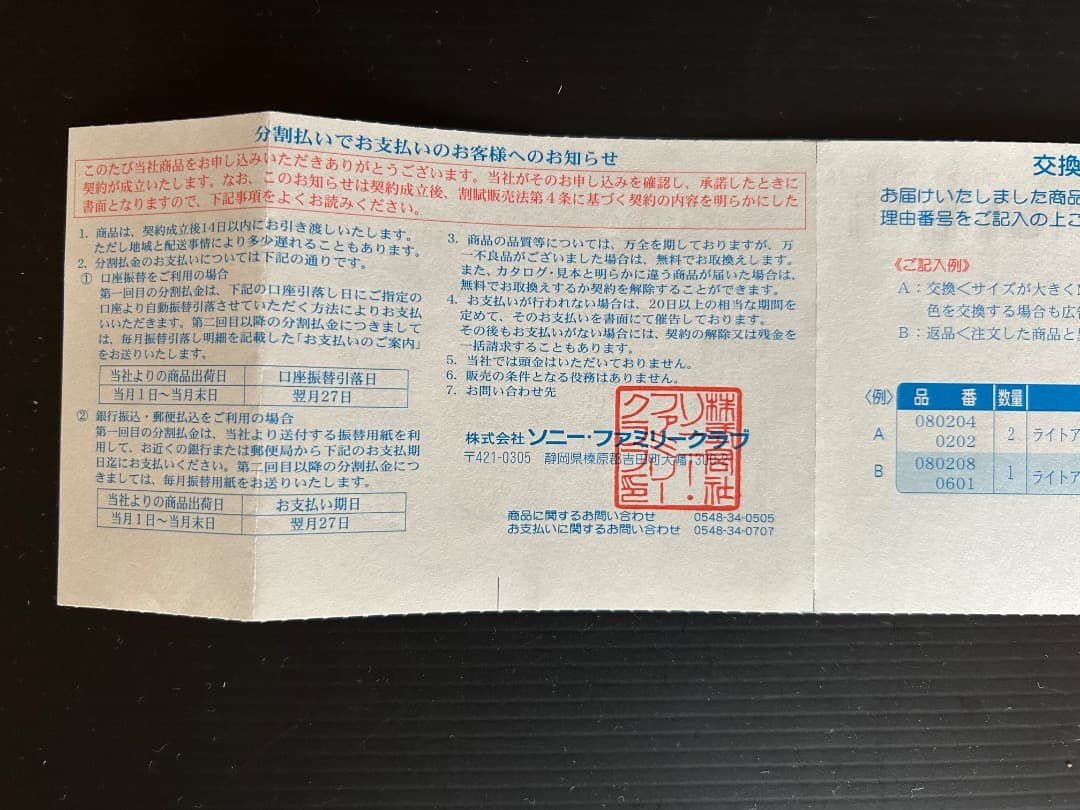 分割払いでお支払いのお客様へのお知らせ
このたび当社商品をお申し込みいただきありがとうございます。当社がそのお申し込みを確認し、承諾したときに
契約が成立いたします。なお、このお知らせは契約成立後、割賦販売法第4条に基づく契約の内容を明らかにした
書面となりますので、下記事項をよくお読みください。
1. 商品は、契約成立後14日以内にお引き渡しいたします。
ただし地域と配送事情により多少遅れることもあります。
2. 分割払金のお支払いについては下記の通りです。
① 口座振替をご利用の場合
第一回目の分割払金は、下記の口座引落し日にご指定の
口座より自動振替引落させていただく方法によりお支払
いいただきます。第二回目以降の分割払金につきまして
は、毎月振替引落し明細を記載した「お支払いのご案内」
をお送りいたします。
当社よりの商品出荷日 口座振替引落日
当月1日〜当月末日 翌月27日
② 銀行振込・郵便払込をご利用の場合
第一回目の分割払金は、当社より送付する振替用紙を利
用して、お近くの銀行または郵便局から下記のお支払期
日迄にお支払ください。第二回目以降の分割払金につ
きましては、毎月振替用紙をお送りいたします。
当社よりの商品出荷日 お支払い期日
当月1日〜当月末日 翌月27日
3. 商品の品質等については、万全を期しておりますが、万
一不良品がございました場合は、無料でお取換えします。
また、カタログ・見本と明らかに違う商品が届いた場合は、
無料でお取換えするか契約を解除することができます。
4. お支払いが行われない場合は、20日以上の相当な期間を
定めて、そのお支払いを書面にて催告しております。
その後もお支払いがない場合には、契約の解除又は残金を
一括請求することもあります。
5. 当社では頭金はいただいておりません。
6. 販売の条件となる役務はありません。
7. お問い合わせ先
株式会社 ソニー・ファミリークラブ
〒421-0305 静岡県榛原郡吉田町大幡
株式会社
ソニー・
ファミリー
クラブ印
商品に関するお問い合わせ 0548-34-0505
お支払いに関するお問い合わせ 0548-34-0707
交換
お届けいたしました商品
理由番号をご記入の上ご
《ご記入例》
A：交換＜サイズが大きく
色を交換する場合も広告
B：返品＜注文した商品と
〈例〉 品番 数量
A 080204 0202 2 ライトア
B 080208 0601 1 ライトア